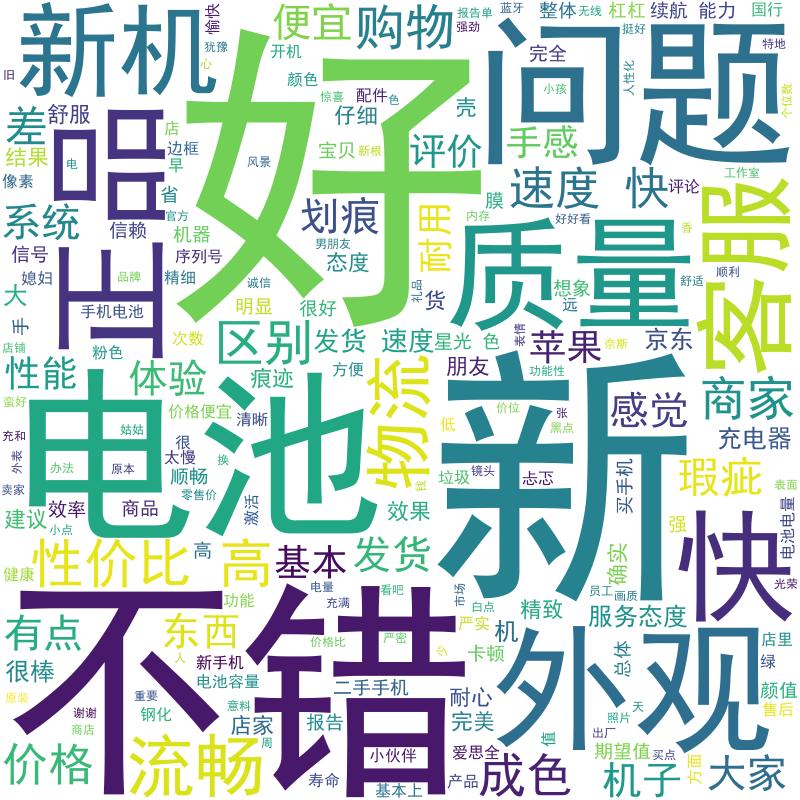 新机
愉快
便宜
购物
报告单
强劲
蓝牙
无线
整体
杠杠
续航
能力
国行
犹豫
心
开机
旧
好
问题
挺好
完全
人性化
特地
小孩
个位数
差
舒服
品
店
边框
早
颜色
惊喜
配件
色
仔细
壳
宝贝
新根
评价
手感
结果
像素
电
风景
省
官方
速度
快
评论
工作室
膜
内存
好好看
香
系统
信赖
机器
划痕
男朋友
态度
耐用
质量
客服
信号
序列号
正
诚信
礼品
想象
远
舒适
顺利
媳妇
品牌
精细
大
手
手机电池
明显
很好
货
次数
区别
发货
速度
星光
色
表情
苹果
奈斯
京东
店铺
粉色
性能
体验
痕迹
方便
物流
朋友
功能性
蛮好
价格便宜
清晰
低
价位
新
张
黑点
感觉
商家
充和
姑姑
很
电池
外表
太慢
充电器
办法
原本
顺畅
换
卖家
零售价
钱
垃圾
镜头
忐忑
买手机
瑕疵
表面
建议
效率
商品
激活
效果
强
电池电量
小点
性价比
高
高
基本
发货
确实
快
健康
光荣
电量
看吧
市场
员工
画质
不错
功能
充满
白点
精致
服务态度
有点
东西
价格比
严密
严实
机
外观
店里
人
少
卡顿
总体
绿
很棒
新手机
电池容量
二手手机
耐心
颜值
原装
重要
谢谢
钢化
意料
店家
报告
完美
照片
天
售后
商店
周
值
出厂
价格
流畅
小伙伴
爱思全
期望值
买点
方面
大家
寿命
基本上
产品
成色
机子